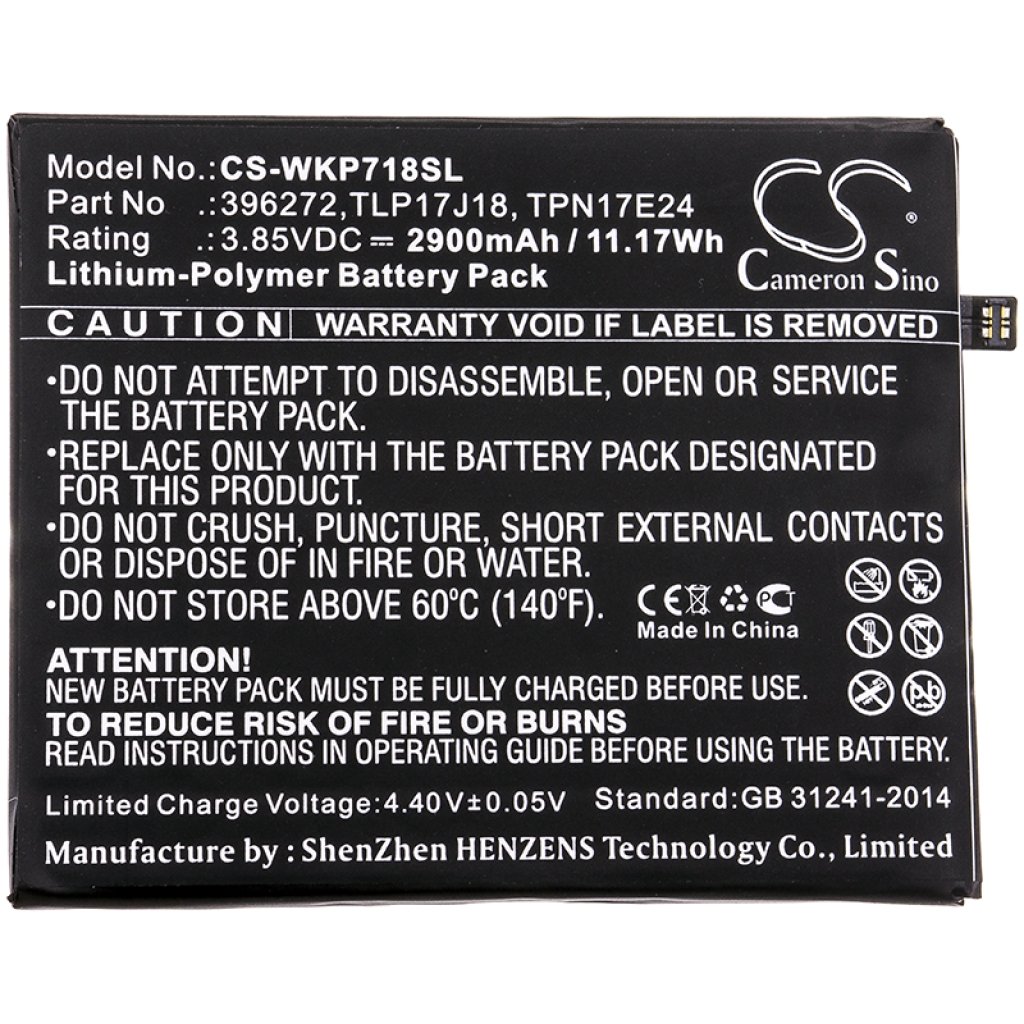 Model No.:CS-WKP718SL
Part No .:396272,TLP17J18, TPN17E24
Rating .:3.85VDC ⎓ 2900mAh / 11.17Wh
Lithium-Polymer Battery Pack
CS®
Cameron Sino
CAUTION WARRANTY VOID IF LABEL IS REMOVED
•DO NOT ATTEMPT TO DISASSEMBLE, OPEN OR SERVICE
THE BATTERY PACK.
•REPLACE ONLY WITH THE BATTERY PACK DESIGNATED
FOR THIS PRODUCT.
•DO NOT CRUSH, PUNCTURE, SHORT EXTERNAL CONTACTS
OR DISPOSE OF IN FIRE OR WATER.
•DO NOT STORE ABOVE 60ºC (140ºF).
CE PCT
Made In China
Pb
ATTENTION!
NEW BATTERY PACK MUST BE FULLY CHARGED BEFORE USE.
TO REDUCE RISK OF FIRE OR BURNS
READ INSTRUCTIONS IN OPERATING GUIDE BEFORE USING THE BATTERY.
Limited Charge Voltage:4.40V±0.05V Standard:GB 31241-2014
Manufacture by : ShenZhen HENZENS Technology Co., Limited